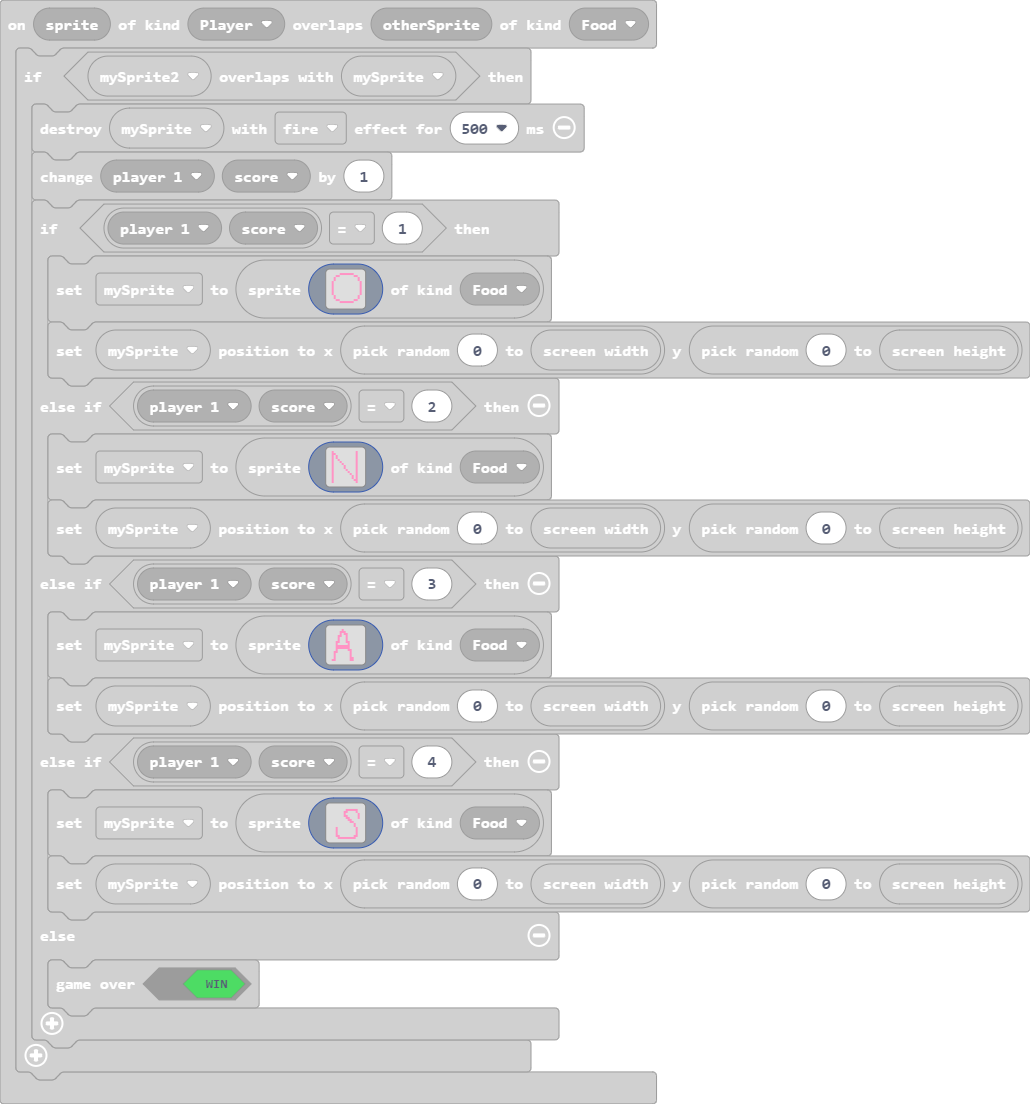 on sprite of kind Player overlaps otherSprite of kind Food
if mySprite2 overlaps with mySprite then
destroy mySprite with fire effect for 500 ms
change player 1 score by 1
if player 1 score = 1 then
set mySprite to sprite O of kind Food
set mySprite position to x pick random 0 to screen width y pick random 0 to screen height
else if player 1 score = 2 then
set mySprite to sprite N of kind Food
set mySprite position to x pick random 0 to screen width y pick random 0 to screen height
else if player 1 score = 3 then
set mySprite to sprite A of kind Food
set mySprite position to x pick random 0 to screen width y pick random 0 to screen height
else if player 1 score = 4 then
set mySprite to sprite S of kind Food
set mySprite position to x pick random 0 to screen width y pick random 0 to screen height
else
game over WIN